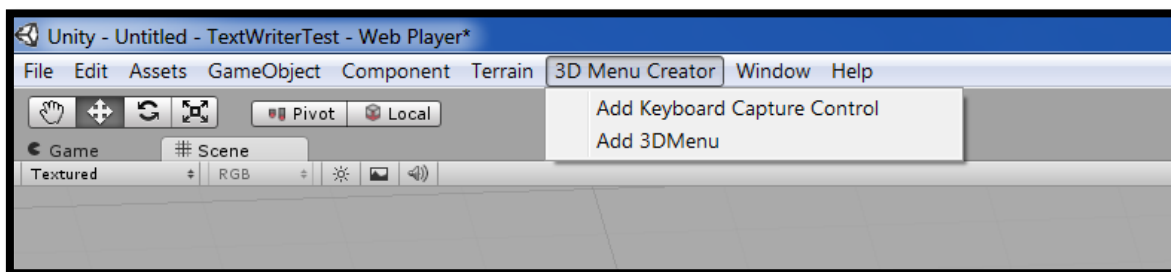 Unity - Untitled - TextWriterTest - Web Player*
File Edit Assets GameObject Component Terrain 3D Menu Creator Window Help
Pivot Local
Add Keyboard Capture Control
Add 3DMenu
Game Scene
Textured RGB